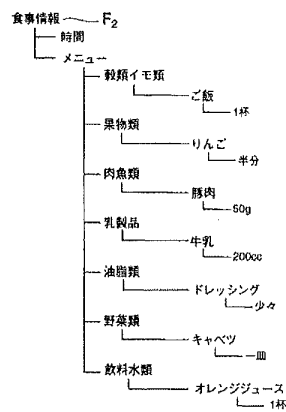 食事情報 F2
時間
メニュー
穀類イモ類
ご飯
1杯
果物類
りんご
半分
肉魚類
豚肉
50g
乳製品
牛乳
200cc
油脂類
ドレッシング
少々
野菜類
キャベツ
一皿
飲料水類
オレンジジュース
1杯